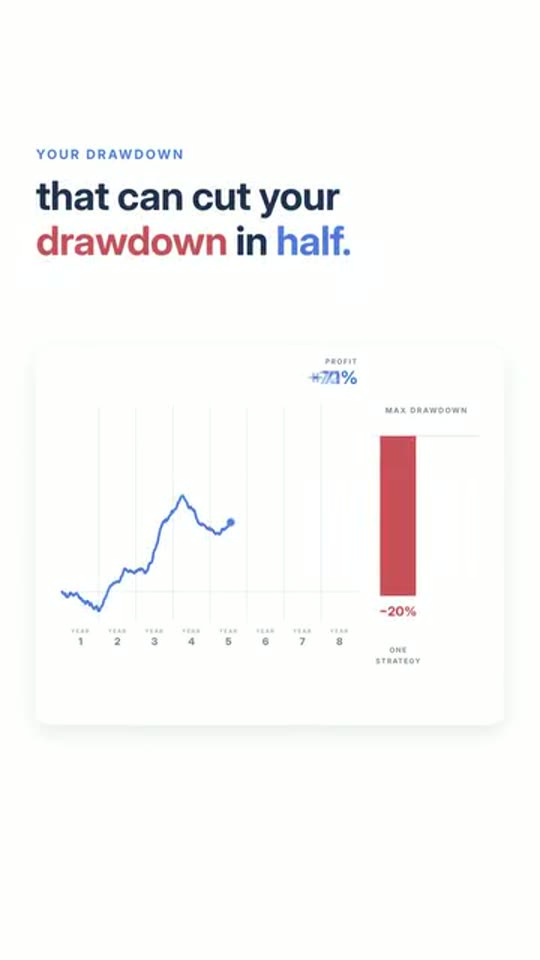 YOUR DRAWDOWN
that can cut your
drawdown in half.
PROFIT
MAX DRAWDOWN
-20%
YEAR YEAR YEAR YEAR YEAR YEAR YEAR YEAR
1 2 3 4 5 6 7 8
ONE
STRATEGY